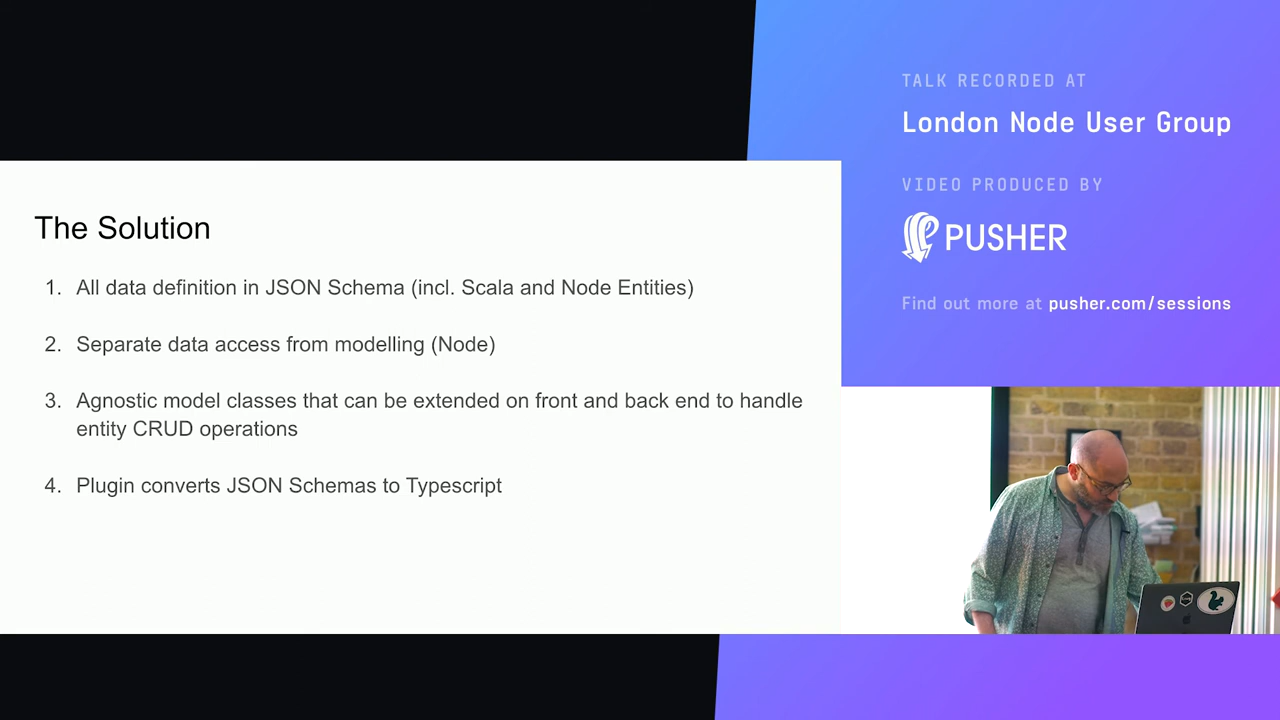 TALK RECORDED AT
London Node User Group
VIDEO PRODUCED BY
PUSHER
Find out more at pusher.com/sessions
The Solution
1. All data definition in JSON Schema (incl. Scala and Node Entities)
2. Separate data access from modelling (Node)
3. Agnostic model classes that can be extended on front and back end to handle
entity CRUD operations
4. Plugin converts JSON Schemas to Typescript